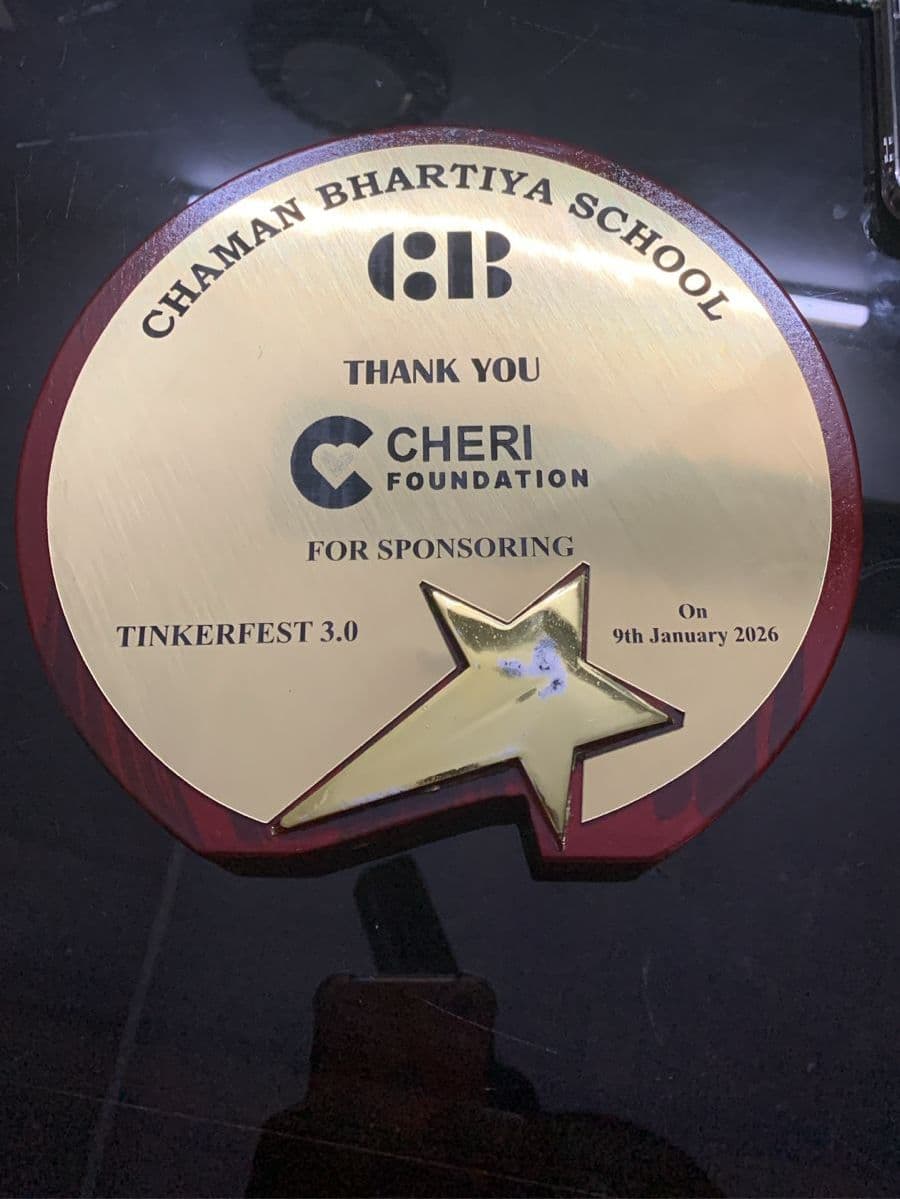 CHAMAN BHARTIYA SCHOOL
CB
THANK YOU
CHERI
FOUNDATION
FOR SPONSORING
TINKERFEST 3.0
On
9th January 2026